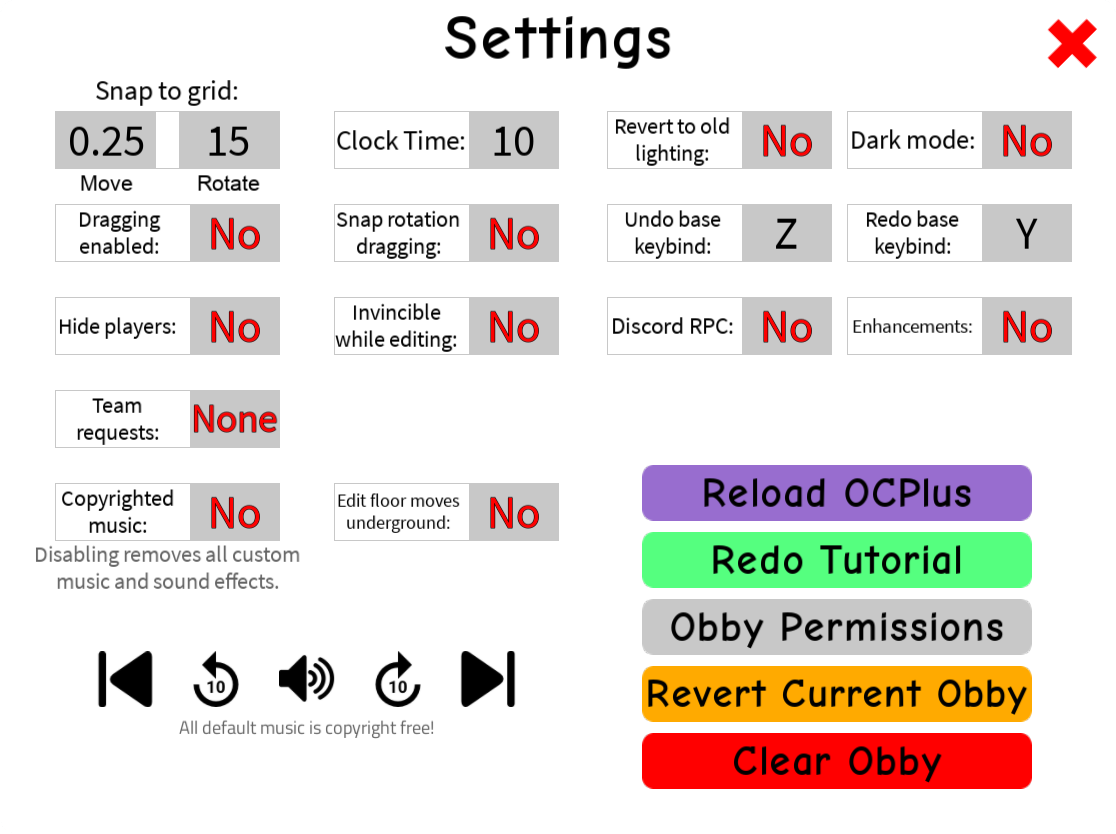 Settings
Snap to grid:
0.25
15
Move
Rotate
Clock Time:
10
Revert to old
lighting:
No
Dark mode:
No
Dragging
enabled:
No
Snap rotation
dragging:
No
Undo base
keybind:
Z
Redo base
keybind:
Y
Hide players:
No
Invincible
while editing:
No
Discord RPC:
No
Enhancements:
No
Team
requests:
None
Copyrighted
music:
No
Disabling removes all custom
music and sound effects.
Edit floor moves
underground:
No
10
10
All default music is copyright free!
Reload OCPlus
Redo Tutorial
Obby Permissions
Revert Current Obby
Clear Obby